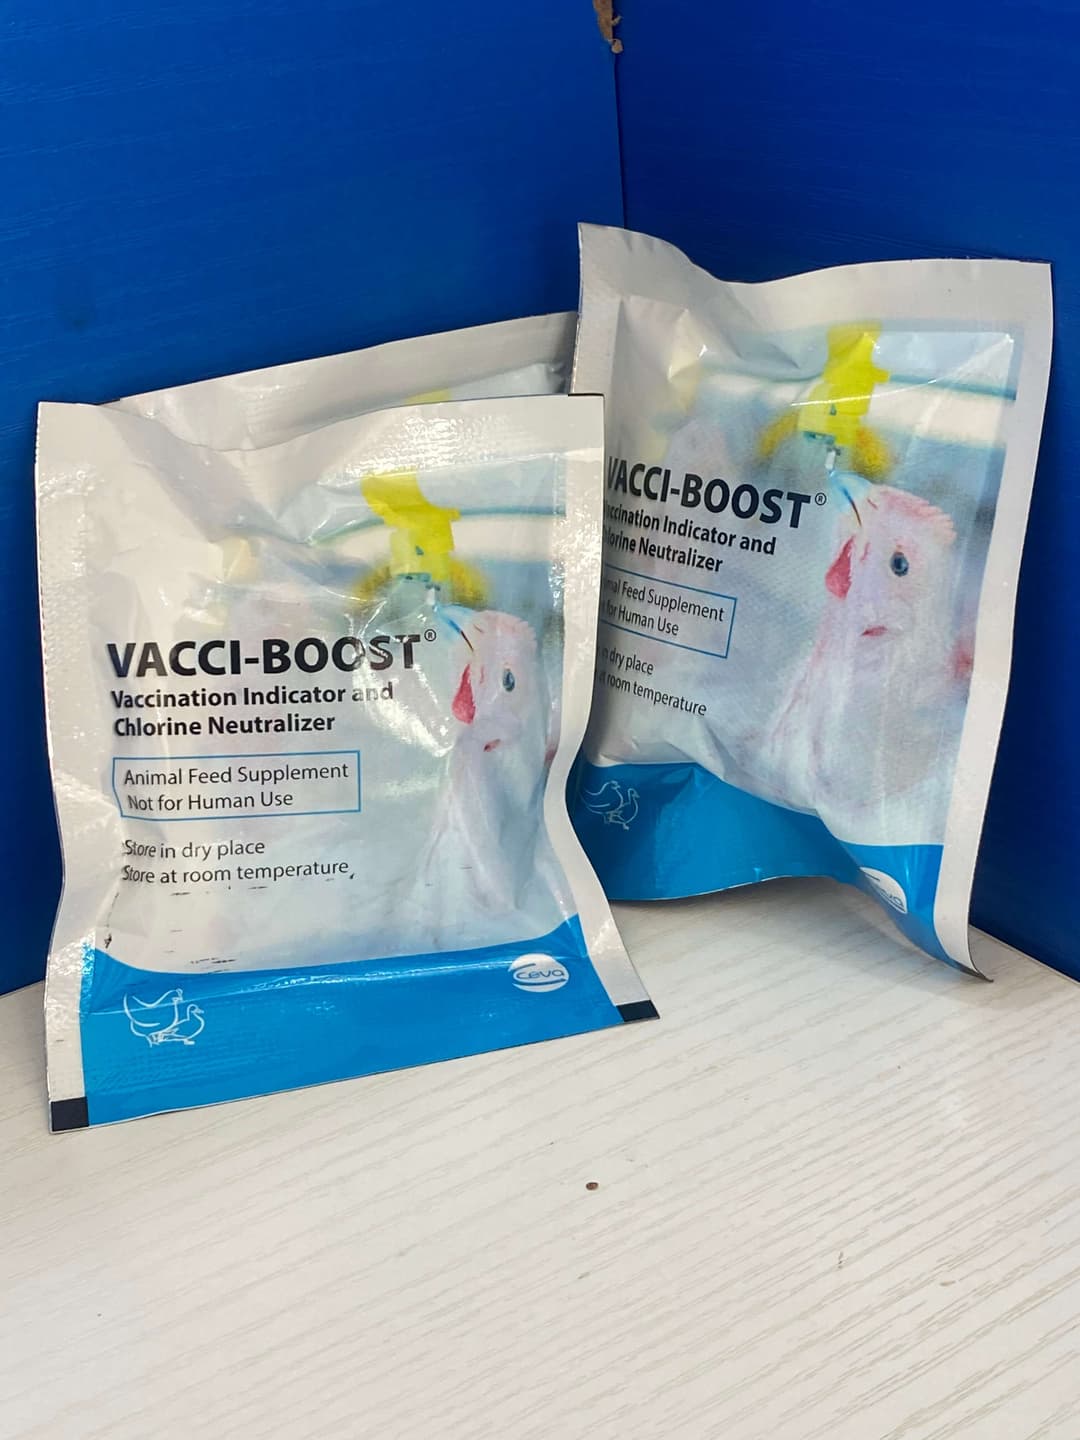 VACCI-BOOST®
Vaccination Indicator and
Chlorine Neutralizer
Animal Feed Supplement
Not for Human Use
Store in dry place
Store at room temperature
ceva
VACCI-BOOST®
Vaccination Indicator and
Chlorine Neutralizer
Feed Supplement
for Human Use
dry place
room temperature
ceva